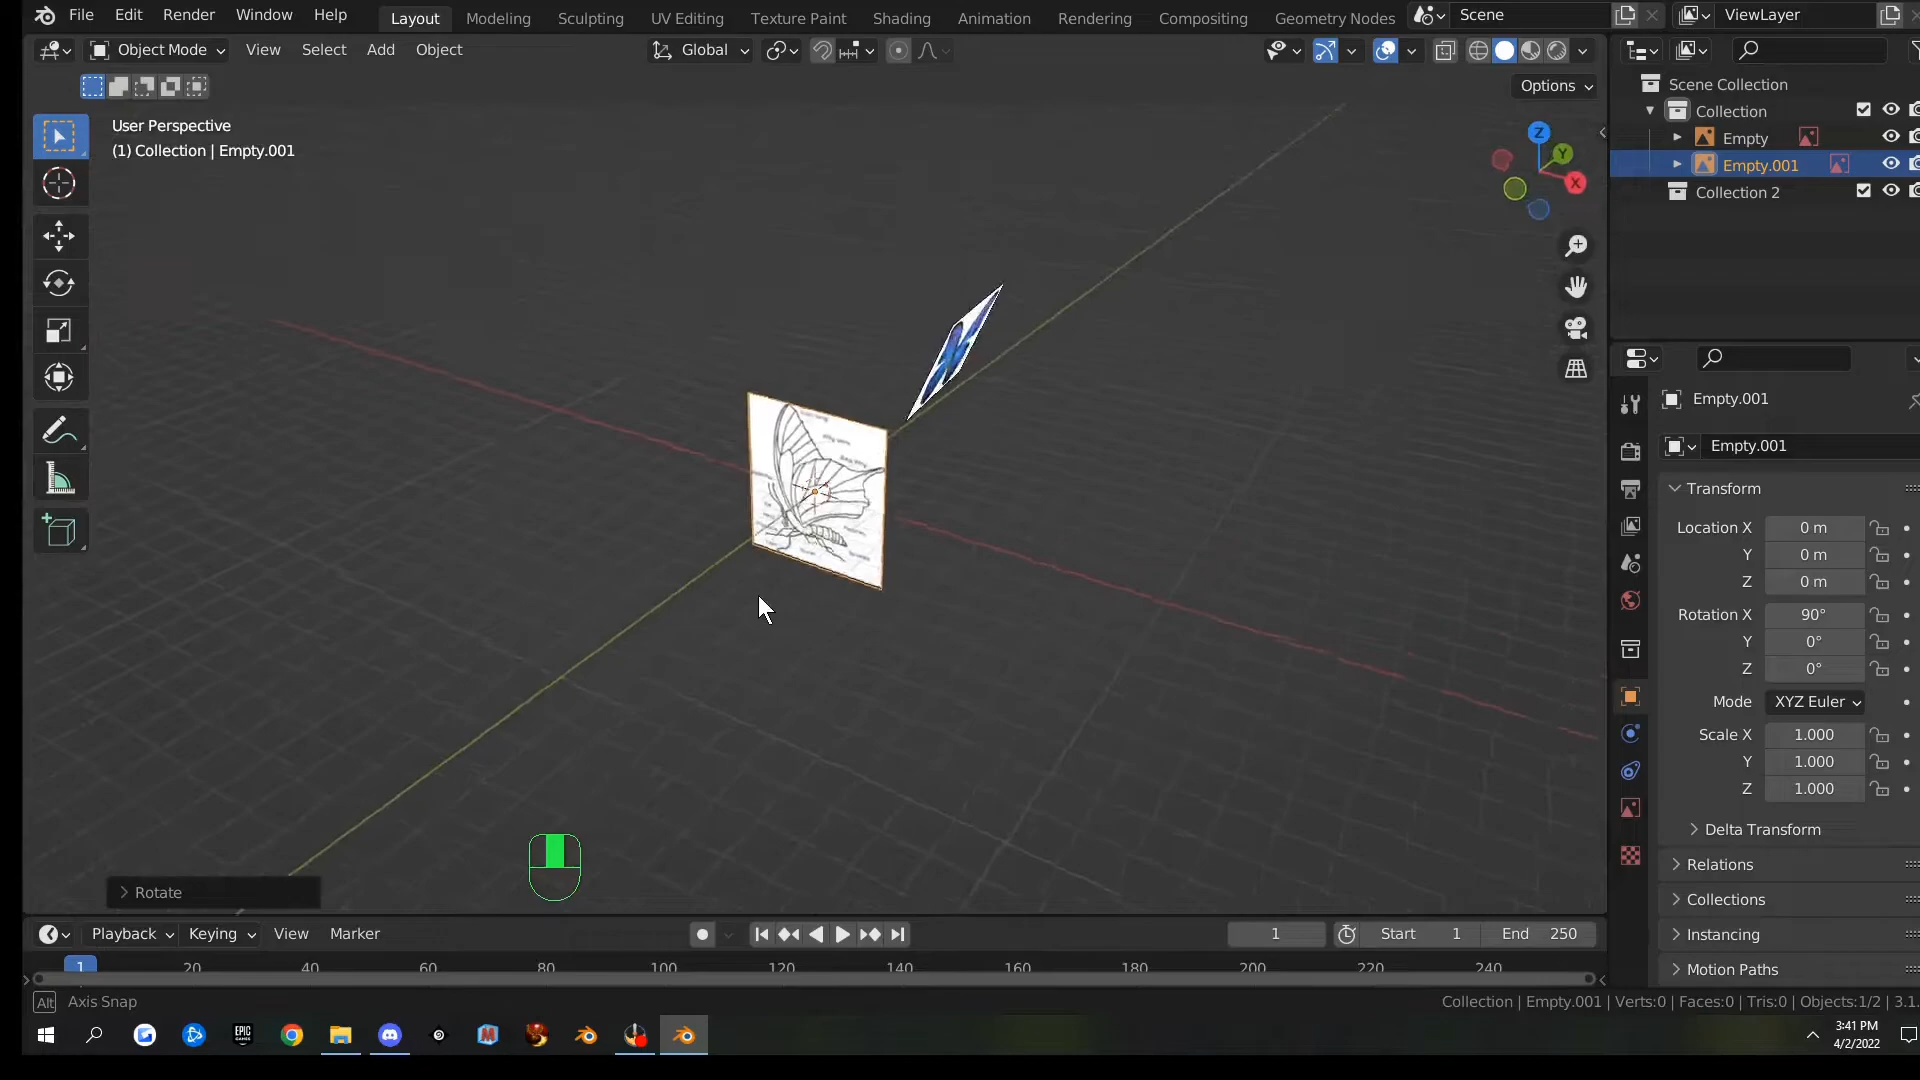 File Edit Render Window Help Layout Modeling Sculpting UV Editing Texture Paint Shading Animation Rendering Compositing Geometry Nodes Scene ViewLayer
Object Mode View Select Add Object Global
Options
User Perspective
(1) Collection | Empty.001
Z
Y
X
Scene Collection
Collection
Empty
Empty.001
Collection 2
Empty.001
Empty.001
Transform
Location X 0 m
Y 0 m
Z 0 m
Rotation X 90°
Y 0°
Z 0°
Mode XYZ Euler
Scale X 1.000
Y 1.000
Z 1.000
Delta Transform
Relations
Collections
Instancing
Motion Paths
Rotate
Playback Keying View Marker 1 Start 1 End 250
1 20 40 60 80 100 120 140 160 180 200 220 240
Alt Axis Snap Collection | Empty.001 | Verts:0 | Faces:0 | Tris:0 | Objects:1/2 | 3.1.
EPIC GAMES
3:41 PM
4/2/2022